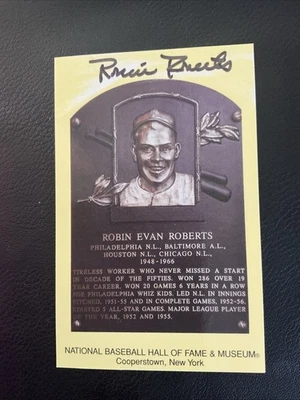 Robin Roberts
ROBIN EVAN ROBERTS
PHILADELPHIA N.L., BALTIMORE A.L.,
HOUSTON N.L., CHICAGO N.L.,
1948-1966
TIRELESS WORKER WHO NEVER MISSED A START
IN DECADE OF THE FIFTIES. WON 286 OVER 19
YEAR CAREER. WON 20 GAMES 6 YEARS IN A ROW
FOR PHILADELPHIA WHIZ KIDS. LED N.L. IN INNINGS
PITCHED, 1951-55 AND IN COMPLETE GAMES, 1952-56.
STARTED 5 ALL-STAR GAMES. MAJOR LEAGUE PLAYER
OF THE YEAR, 1952 AND 1955.
NATIONAL BASEBALL HALL OF FAME & MUSEUM®
Cooperstown, New York